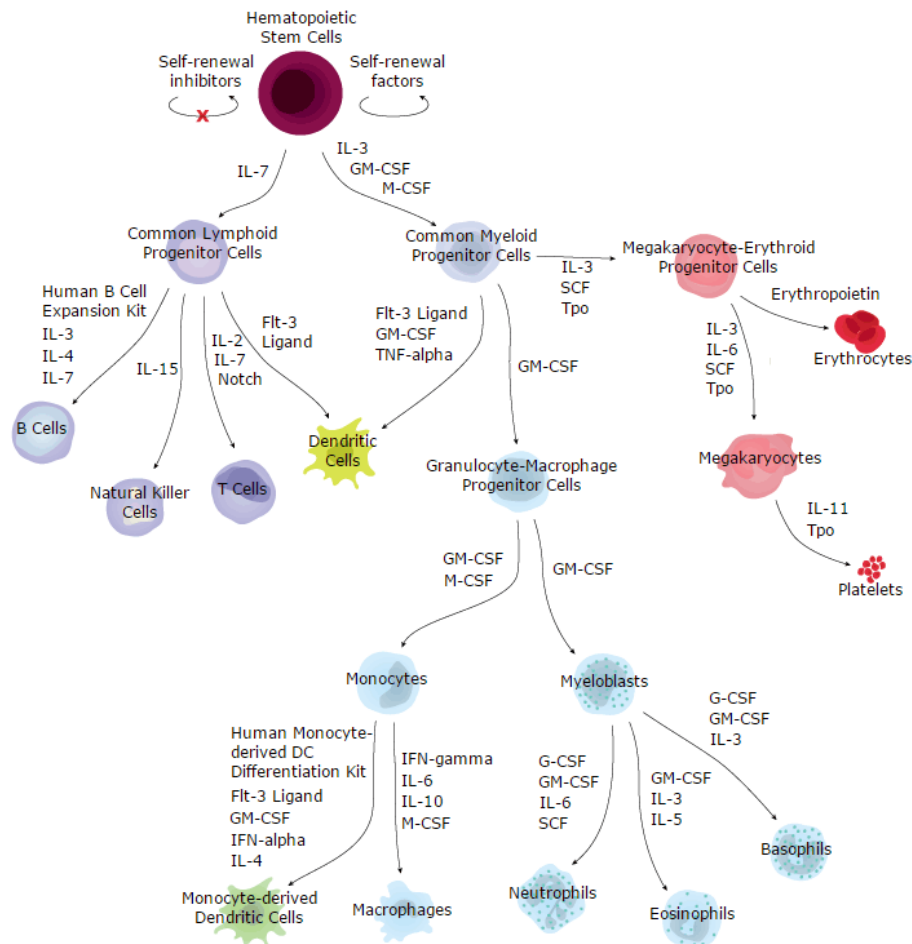 Hematopoietic
Stem Cells
Self-renewal
inhibitors
X
Self-renewal
factors
IL-7
IL-3
GM-CSF
M-CSF
Common Lymphoid
Progenitor Cells
Common Myeloid
Progenitor Cells
Megakaryocyte-Erythroid
Progenitor Cells
IL-3
SCF
Tpo
Erythropoietin
Erythrocytes
Human B Cell
Expansion Kit
IL-3
IL-4
IL-7
IL-15
IL-2
IL-7
Notch
Flt-3
Ligand
Flt-3 Ligand
GM-CSF
TNF-alpha
GM-CSF
IL-3
IL-6
SCF
Tpo
B Cells
Natural Killer
Cells
T Cells
Dendritic
Cells
Granulocyte-Macrophage
Progenitor Cells
Megakaryocytes
IL-11
Tpo
Platelets
GM-CSF
M-CSF
GM-CSF
Monocytes
Myeloblasts
Human Monocyte-
derived DC
Differentiation Kit
Flt-3 Ligand
GM-CSF
IFN-alpha
IL-4
IFN-gamma
IL-6
IL-10
M-CSF
G-CSF
GM-CSF
IL-6
SCF
GM-CSF
IL-3
IL-5
G-CSF
GM-CSF
IL-3
Monocyte-derived
Dendritic Cells
Macrophages
Neutrophils
Eosinophils
Basophils